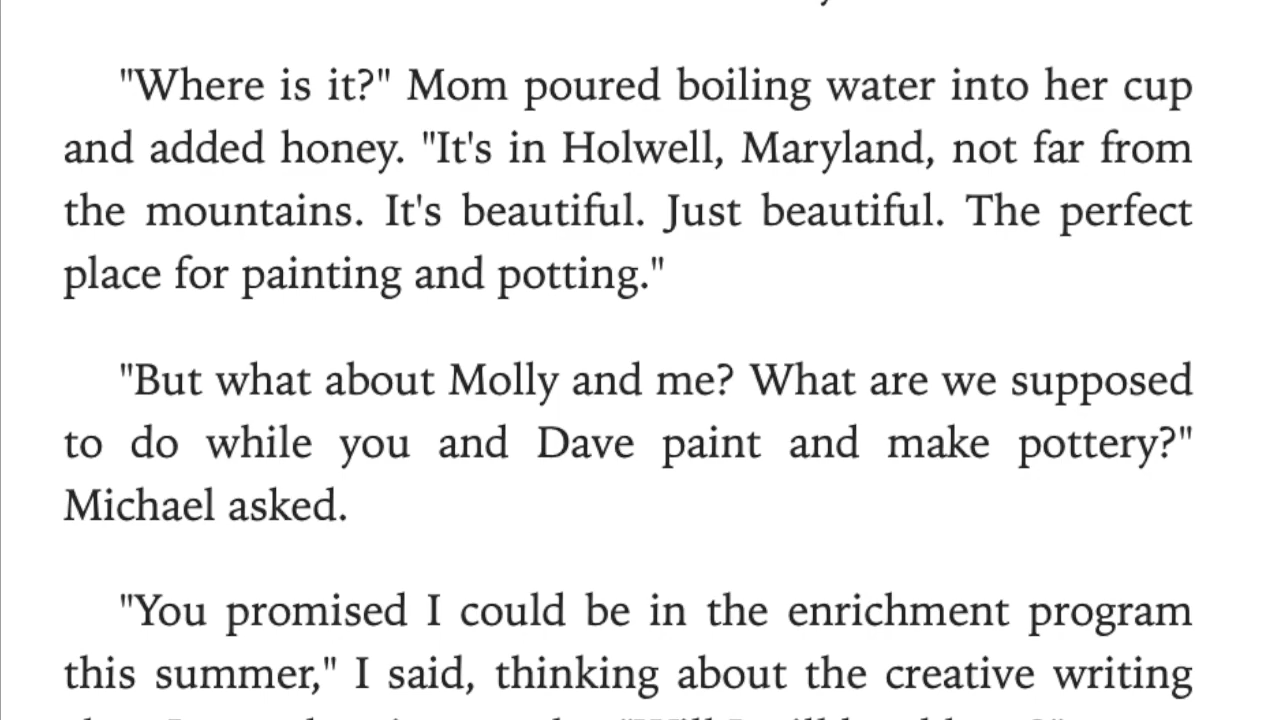 "Where is it?" Mom poured boiling water into her cup
and added honey. "It's in Holwell, Maryland, not far from
the mountains. It's beautiful. Just beautiful. The perfect
place for painting and potting."
"But what about Molly and me? What are we supposed
to do while you and Dave paint and make pottery?"
Michael asked.
"You promised I could be in the enrichment program
this summer," I said, thinking about the creative writing